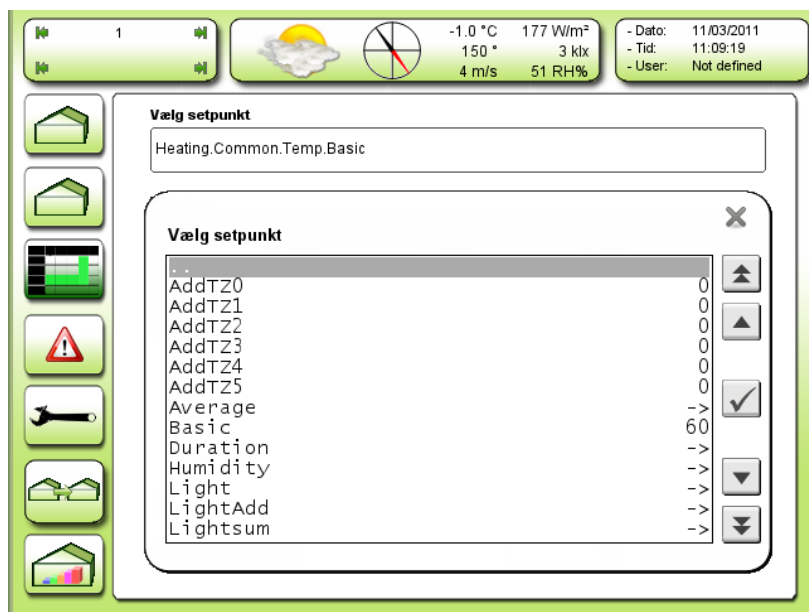 1
-1.0 °C 177 W/m²
150 ° 3 klx
4 m/s 51 RH%
- Dato: 11/03/2011
- Tid: 11:09:19
- User: Not defined
Vælg setpunkt
Heating.Common.Temp.Basic
Vælg setpunkt
..
AddTZ0 0
AddTZ1 0
AddTZ2 0
AddTZ3 0
AddTZ4 0
AddTZ5 0
Average ->
Basic 60
Duration ->
Humidity ->
Light ->
LightAdd ->
Lightsum ->